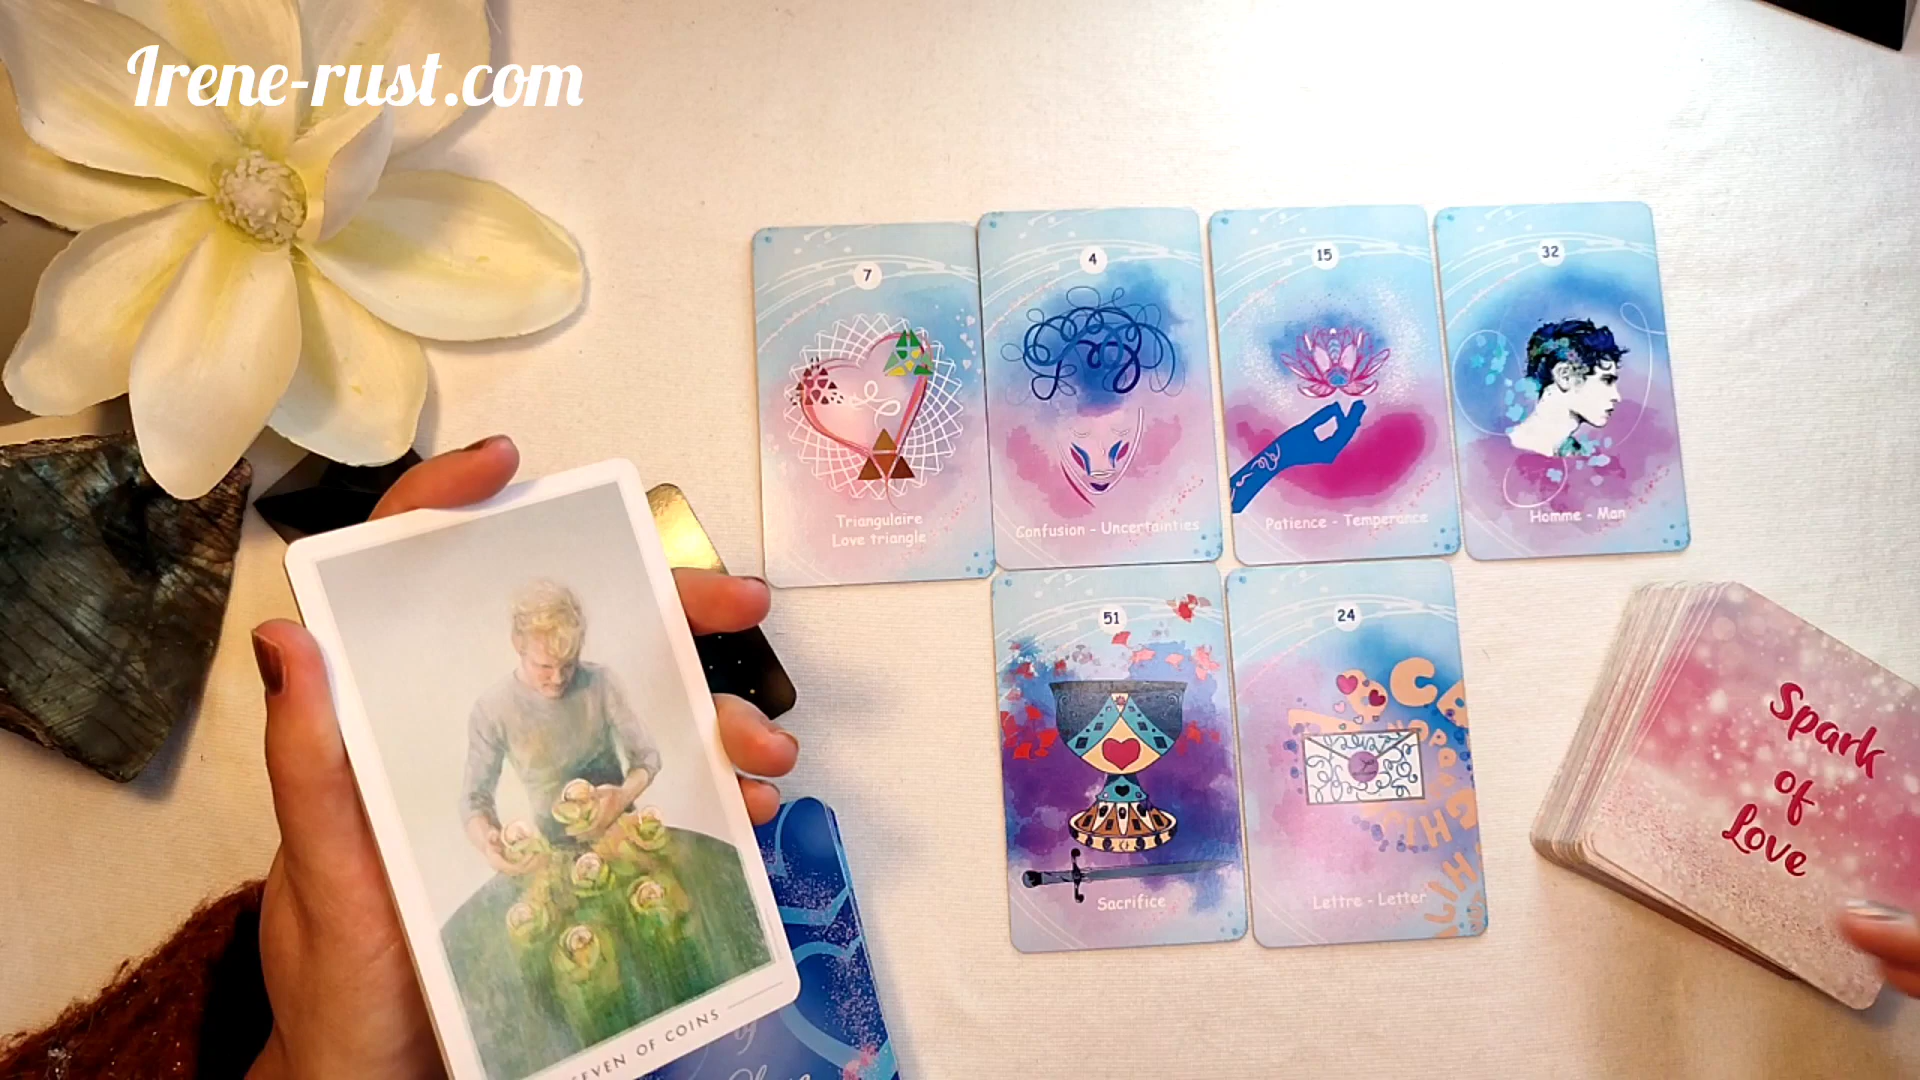 Irene-rust.com
7
Triangulaire
Love triangle
4
Confusion - Uncertainties
15
Patience - Temperance
32
Homme - Man
51
Sacrifice
24
Lettre - Letter
Spark
of
Love
SEVEN OF COINS